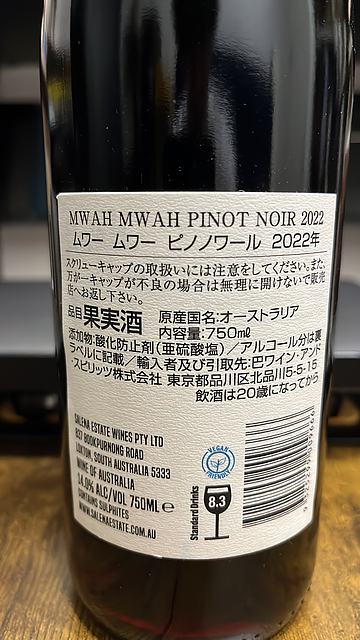 MWAH MWAH PINOT NOIR 2022
ムワー ムワー ピノノワール 2022年
スクリューキャップの取扱いには注意をしてください。また、
万が一キャップが不良の場合は無理に開けないで販売
店へお返し下さい。
品目果実酒 原産国名:オーストラリア
内容量:750mℓ
添加物:酸化防止剤(亜硫酸塩)/アルコール分は裏
ラベルに記載/輸入者及び引取先:巴ワイン・アンド
・スピリッツ株式会社 東京都品川区北品川5-5-15
飲酒は20歳になってから
SALENA ESTATE WINES PTY LTD
827 BOOKPURNONG ROAD
LOXTON, SOUTH AUSTRALIA 5333
WINE OF AUSTRALIA
14.0% ALC/VOL 750ML e
CONTAINS SULPHITES
WWW.SALENAESTATE.COM.AU
VEGAN
FRIENDLY
Standard Drinks
8.3